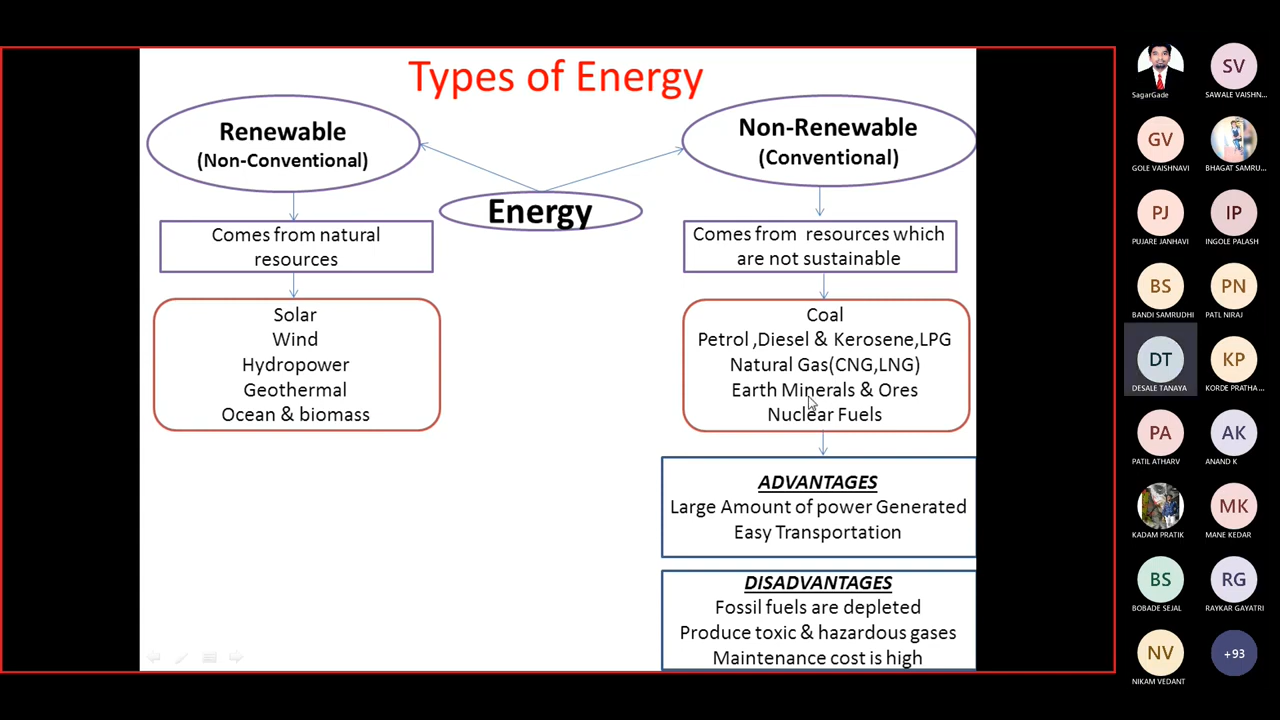 Types of Energy
Renewable
(Non-Conventional)
Non-Renewable
(Conventional)
Energy
Comes from natural
resources
Comes from resources which
are not sustainable
Solar
Wind
Hydropower
Geothermal
Ocean & biomass
Coal
Petrol ,Diesel & Kerosene,LPG
Natural Gas(CNG,LNG)
Earth Minerals & Ores
Nuclear Fuels
ADVANTAGES
Large Amount of power Generated
Easy Transportation
DISADVANTAGES
Fossil fuels are depleted
Produce toxic & hazardous gases
Maintenance cost is high
SagarGade
SV
SAWALE VAISHN...
GV
GOLE VAISHNAVI
BHAGAT SAMRU...
PJ
PUJARE JANHAVI
IP
INGOLE PALASH
BS
BANDI SAMRUDHI
PN
PATL NIRAJ
DT
DESALE TANAYA
KP
KORDE PRATHA ...
PA
PATIL ATHARV
AK
ANAND K
KADAM PRATIK
MK
MANE KEDAR
BS
BOBADE SEJAL
RG
RAYKAR GAYATRI
NV
NIKAM VEDANT
+93